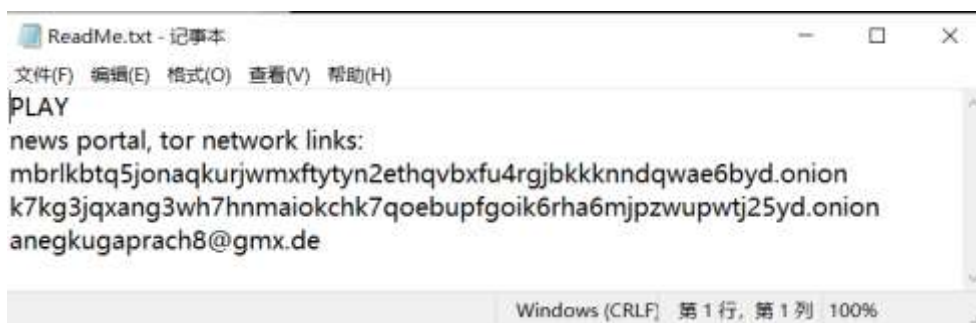 ReadMe.txt - 记事本
文件(F) 编辑(E) 格式(O) 查看(V) 帮助(H)
PLAY
news portal, tor network links:
mbrlkbtq5jonaqkurjwmxftytyn2ethqvbxfu4rgjbkkknndqwae6byd.onion
k7kg3jqxang3wh7hnmaiokchk7qoebupfgoik6rha6mjpzwupwtj25yd.onion
anegkugaprach8@gmx.de
Windows (CRLF) 第 1 行，第 1 列 100%